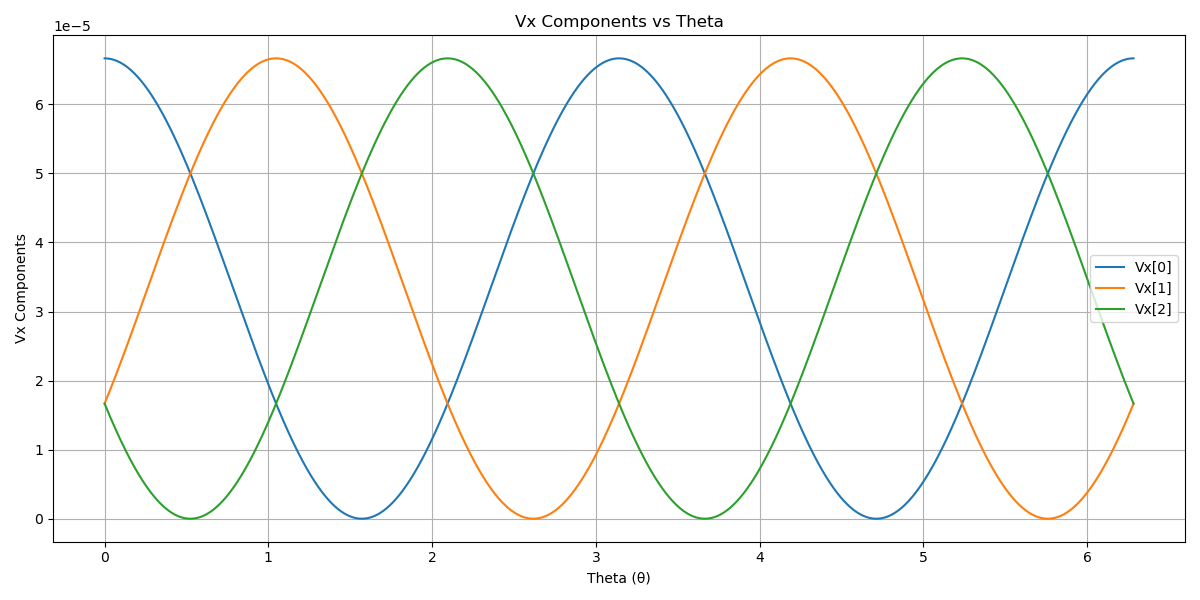 Vx Components vs Theta
1e−5
6
5
4
3
2
1
0
Vx Components
Vx[0]
Vx[1]
Vx[2]
0 1 2 3 4 5 6
Theta (θ)